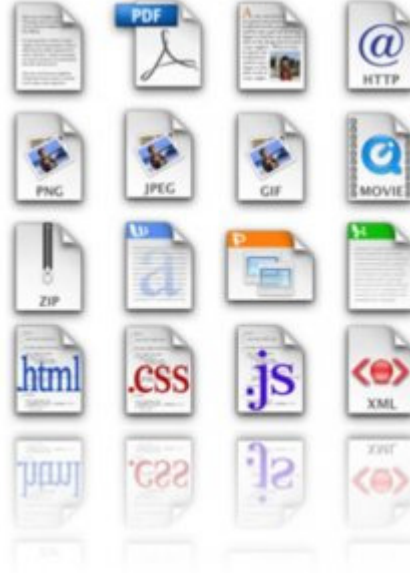 PDF
A
@
HTTP
PNG
JPEG
GIF
MOVIE
W
P
X
a
ZIP
.html
.css
.js
XML